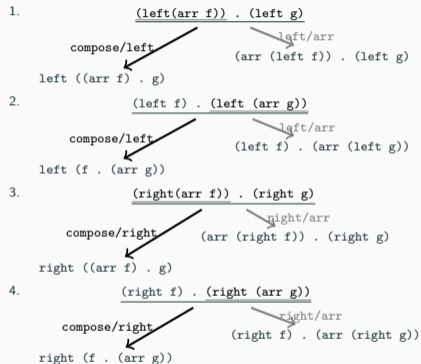 1. (left(arr f)) . (left g)
compose/left left/arr
(arr (left f)) . (left g)
left ((arr f) . g)
2. (left f) . (left (arr g))
compose/left left/arr
(left f) . (arr (left g))
left (f . (arr g))
3. (right(arr f)) . (right g)
compose/right right/arr
(arr (right f)) . (right g)
right ((arr f) . g)
4. (right f) . (right (arr g))
compose/right right/arr
(right f) . (arr (right g))
right (f . (arr g))